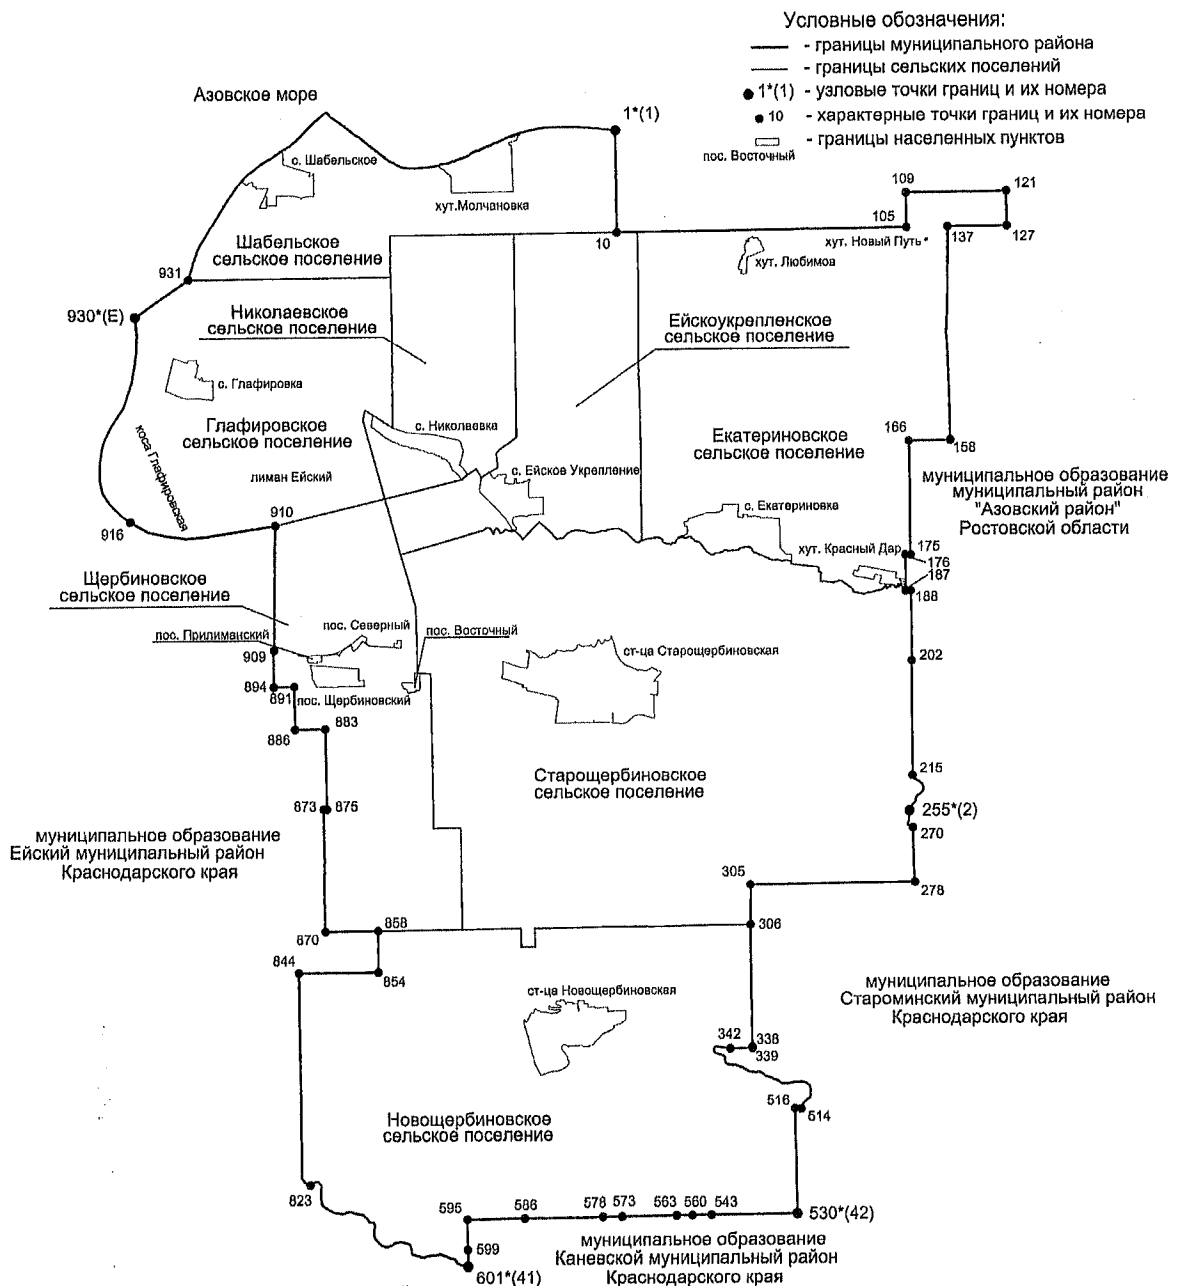 Условные обозначения:
- границы муниципального района
- границы сельских поселений
1*(1) - узловые точки границ и их номера
10 - характерные точки границ и их номера
- границы населенных пунктов
пос. Восточный
Азовское море
1*(1)
с. Шабельское
хут.Молчановка
109
121
105
10
хут. Новый Путь
137
127
хут. Любимов
Шабельское
сельское поселение
931
930*(Е)
Николаевское
сельское поселение
Ейскоукрепленское
сельское поселение
с. Глафировка
Глафировское
сельское поселение
с. Николаевка
коса Глафировская
лиман Ейский
с. Ейское Укрепление
Екатериновское
сельское поселение
166
158
муниципальное образование
муниципальный район
"Азовский район"
Ростовской области
с. Екатериновка
916
910
хут. Красный Дар
175
176
187
188
Щербиновское
сельское поселение
пос. Северный
пос. Восточный
пос. Прилиманский
909
ст-ца Старощербиновская
202
894
891
пос. Щербиновский
886
883
215
Старощербиновское
сельское поселение
873
875
255*(2)
270
муниципальное образование
Ейский муниципальный район
Краснодарского края
305
278
306
870
858
844
854
муниципальное образование
Староминский муниципальный район
Краснодарского края
ст-ца Новощербиновская
342
338
339
516
514
Новощербиновское
сельское поселение
823
595
586
578
573
563
560
543
530*(42)
599
601*(41)
муниципальное образование
Каневской муниципальный район
Краснодарского края